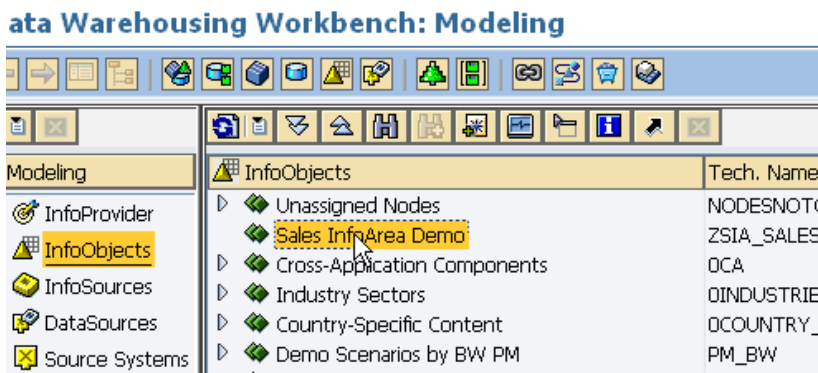 ata Warehousing Workbench: Modeling
Modeling
InfoProvider
InfoObjects
InfoSources
DataSources
Source Systems
InfoObjects Tech. Name
Unassigned Nodes NODESNOTC
Sales InfoArea Demo ZSIA_SALES
Cross-Application Components 0CA
Industry Sectors 0INDUSTRIE
Country-Specific Content 0COUNTRY_
Demo Scenarios by BW PM PM_BW